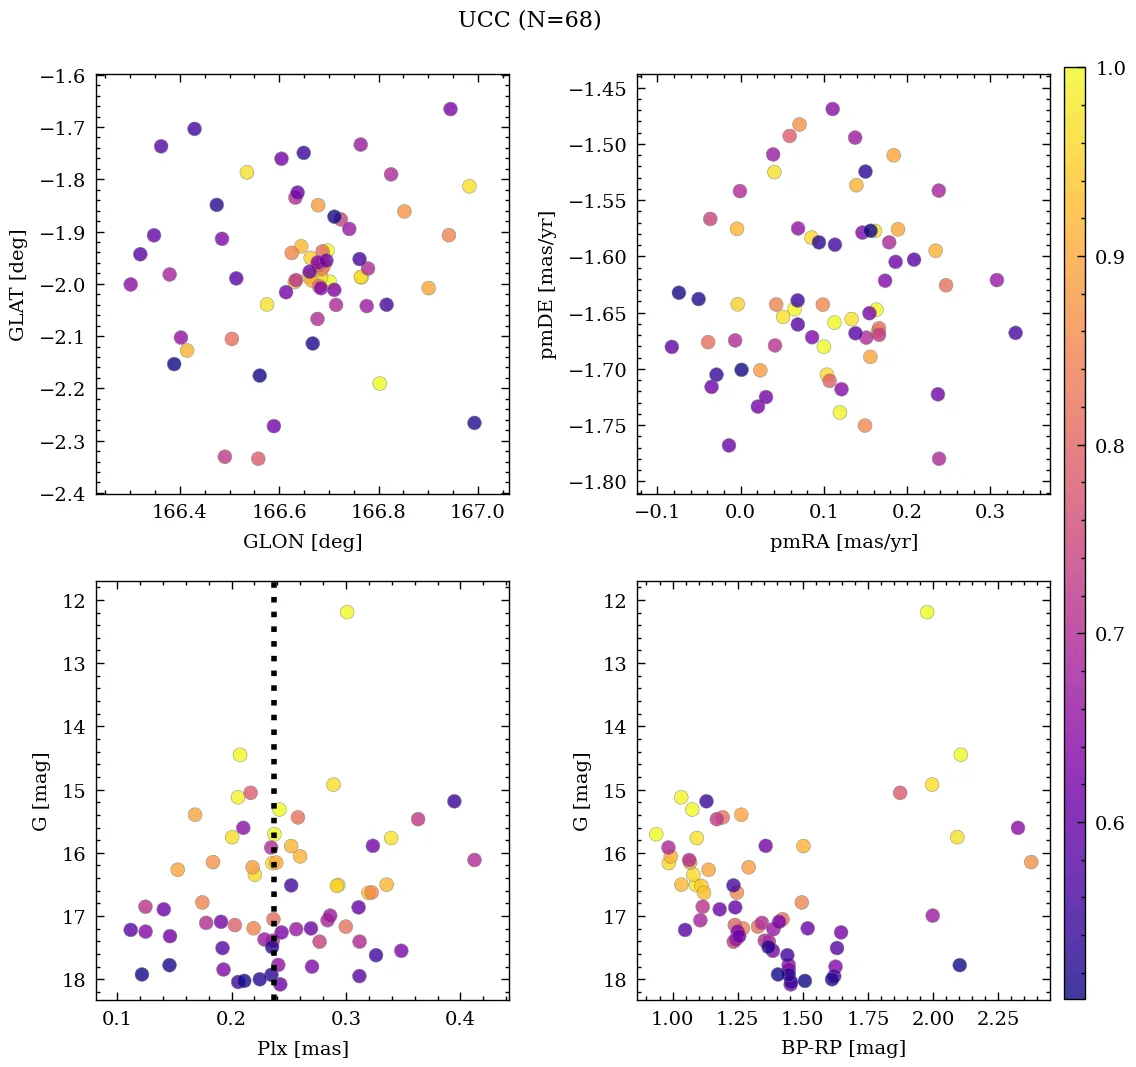 UCC (N=68)
−1.6
−1.7
−1.8
−1.9
−2.0
−2.1
−2.2
−2.3
−2.4
GLAT [deg]
166.4 166.6 166.8 167.0
GLON [deg]
−1.45
−1.50
−1.55
−1.60
−1.65
−1.70
−1.75
−1.80
pmDE [mas/yr]
−0.1 0.0 0.1 0.2 0.3
pmRA [mas/yr]
12
13
14
15
16
17
18
G [mag]
0.1 0.2 0.3 0.4
Plx [mas]
12
13
14
15
16
17
18
G [mag]
1.00 1.25 1.50 1.75 2.00 2.25
BP-RP [mag]
1.0
0.9
0.8
0.7
0.6